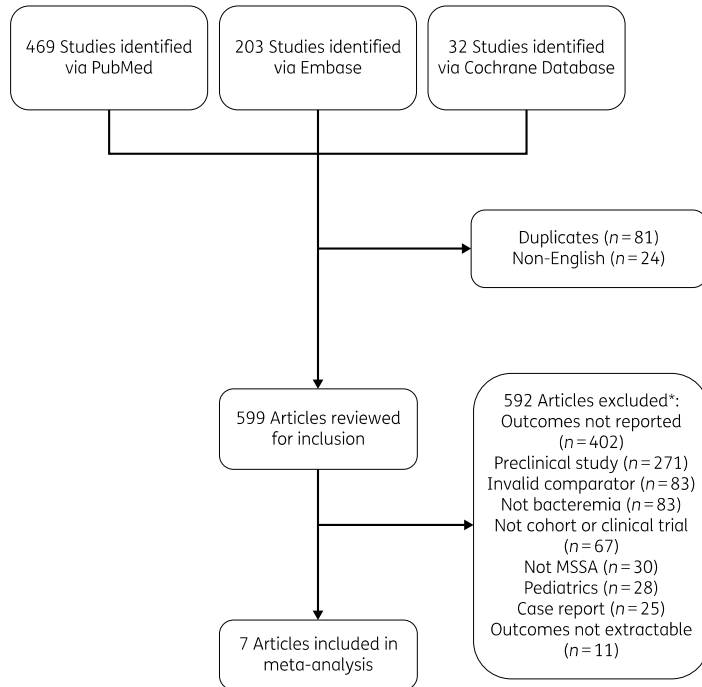 469 Studies identified
via PubMed
203 Studies identified
via Embase
32 Studies identified
via Cochrane Database
Duplicates (n = 81)
Non-English (n = 24)
599 Articles reviewed
for inclusion
592 Articles excluded*:
Outcomes not reported
(n = 402)
Preclinical study (n = 271)
Invalid comparator (n = 83)
Not bacteremia (n = 83)
Not cohort or clinical trial
(n = 67)
Not MSSA (n = 30)
Pediatrics (n = 28)
Case report (n = 25)
Outcomes not extractable
(n = 11)
7 Articles included in
meta-analysis